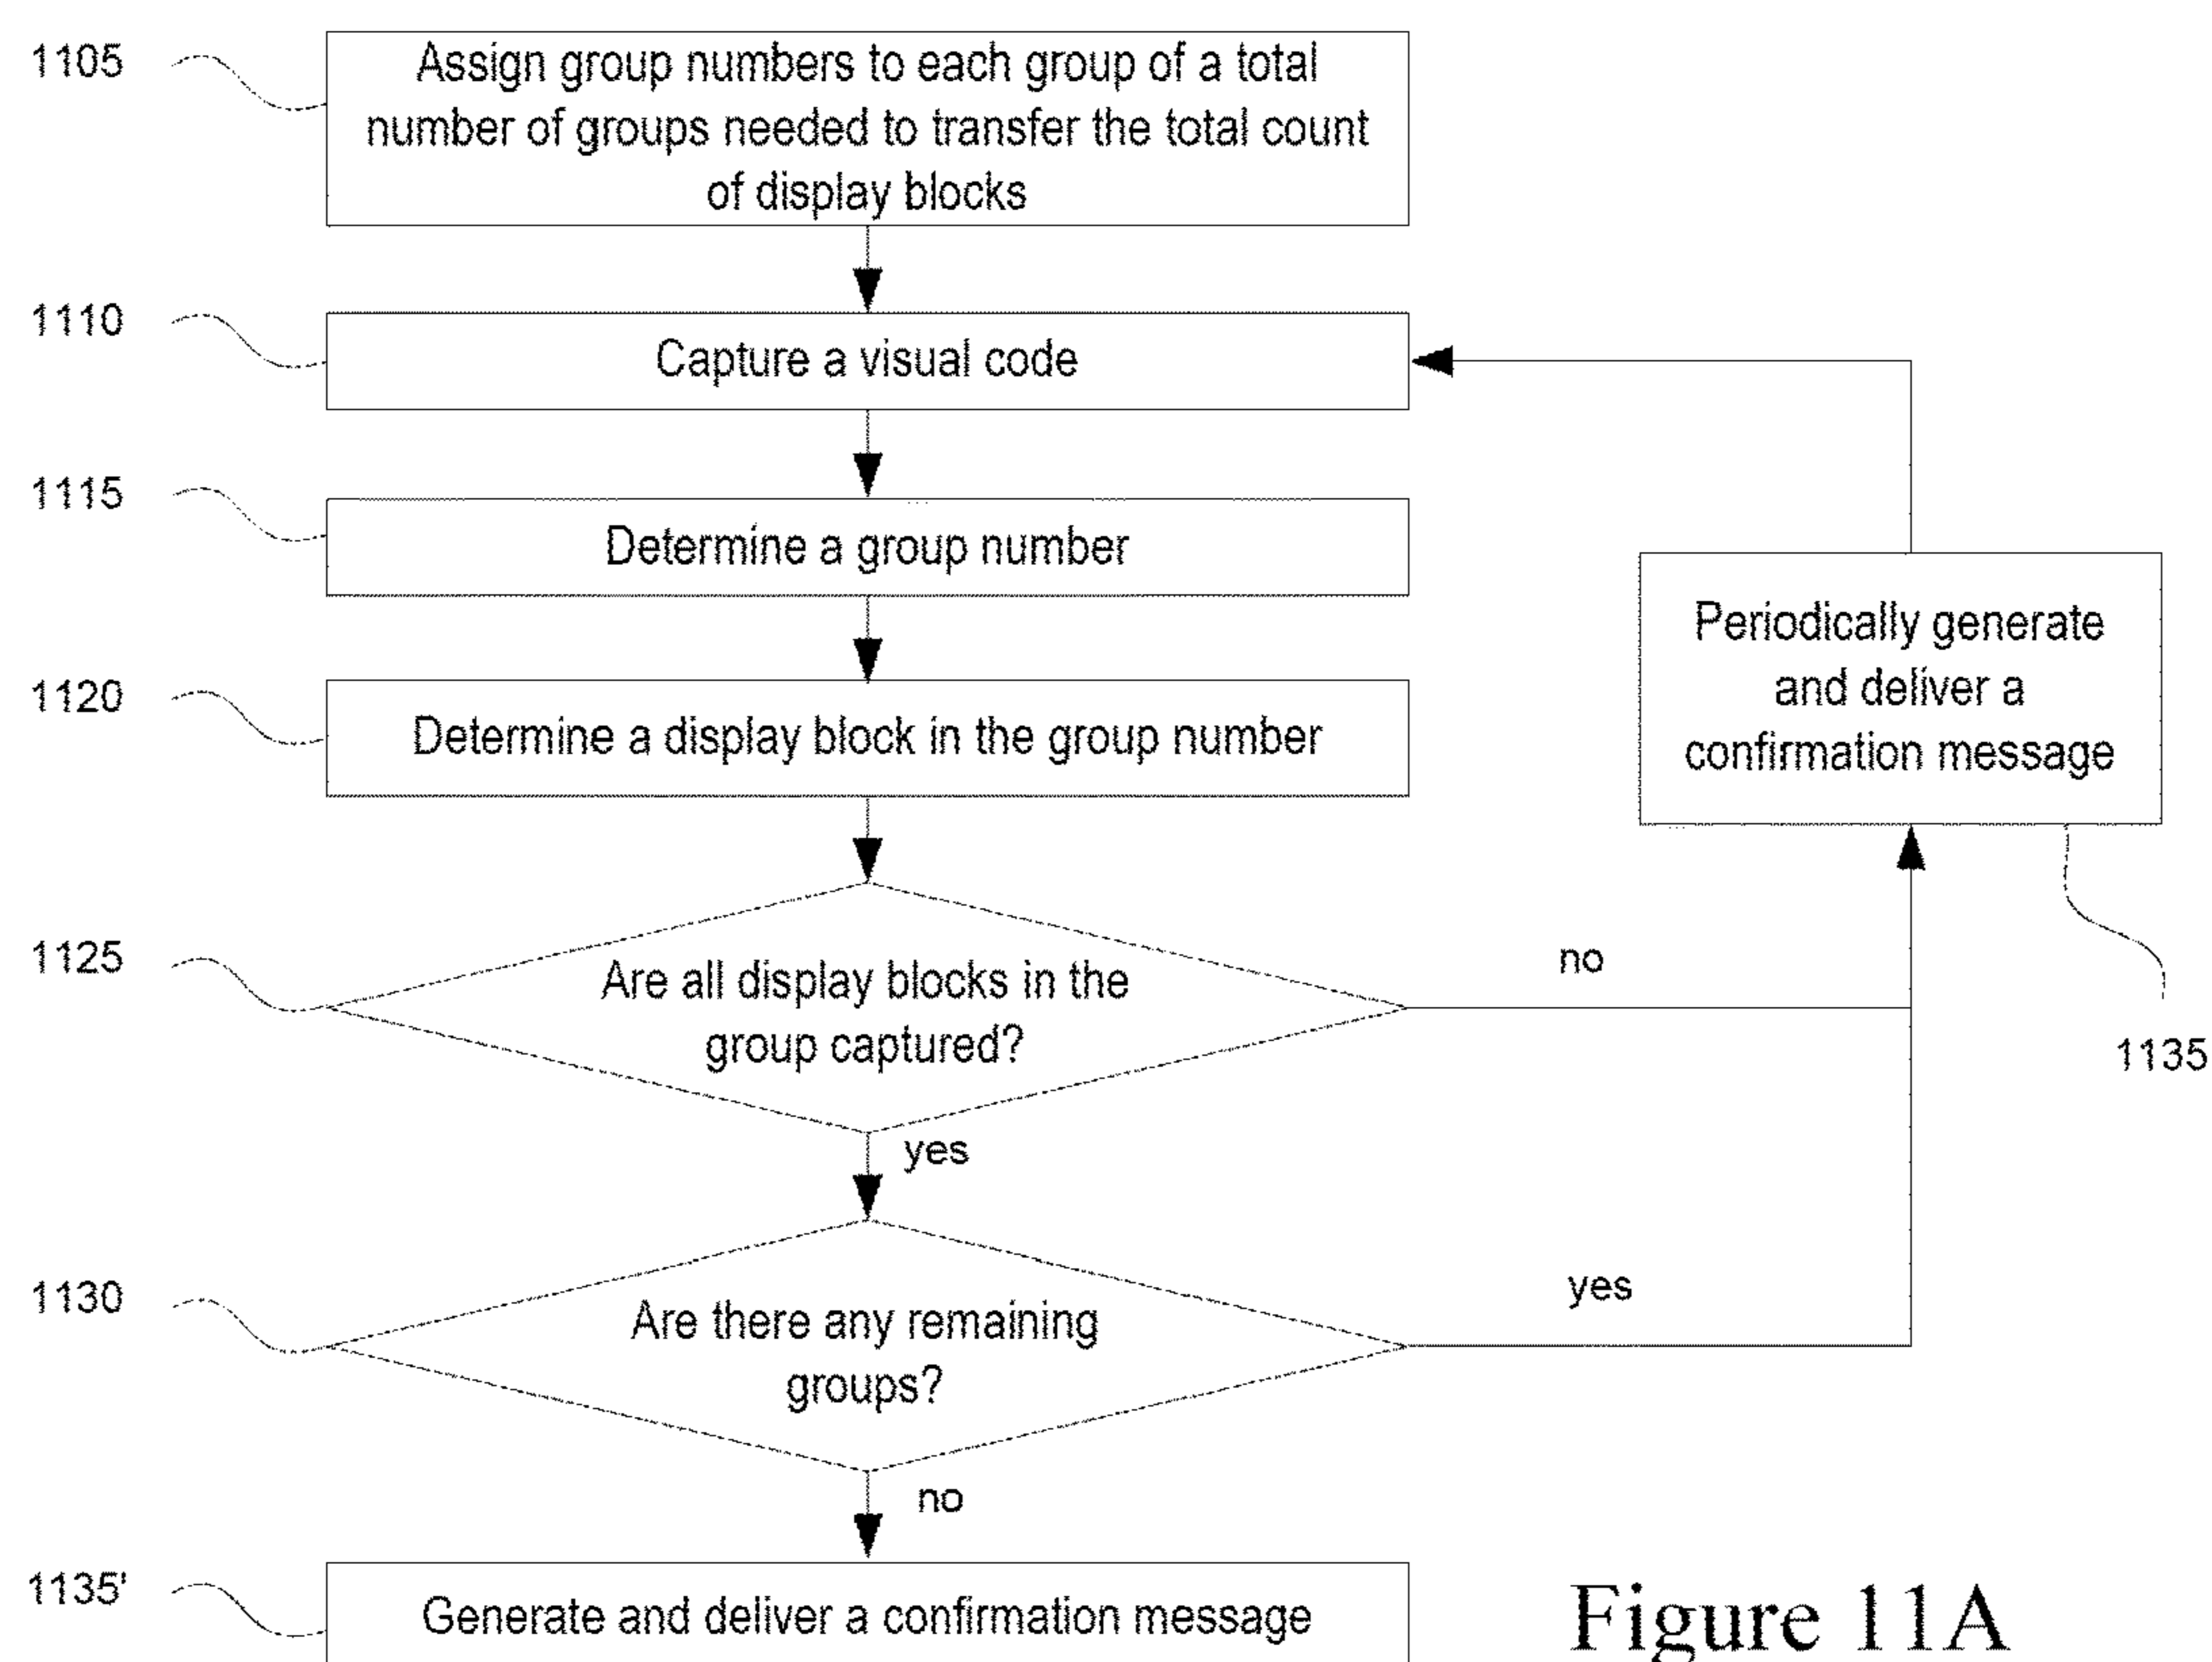 1105
Assign group numbers to each group of a total
number of groups needed to transfer the total count
of display blocks
1110
Capture a visual code
1115
Determine a group number
1120
Determine a display block in the group number
Periodically generate
and deliver a
confirmation message
1135
1125
Are all display blocks in the
group captured?
no
yes
1130
Are there any remaining
groups?
yes
no
1135'
Generate and deliver a confirmation message
Figure 11A